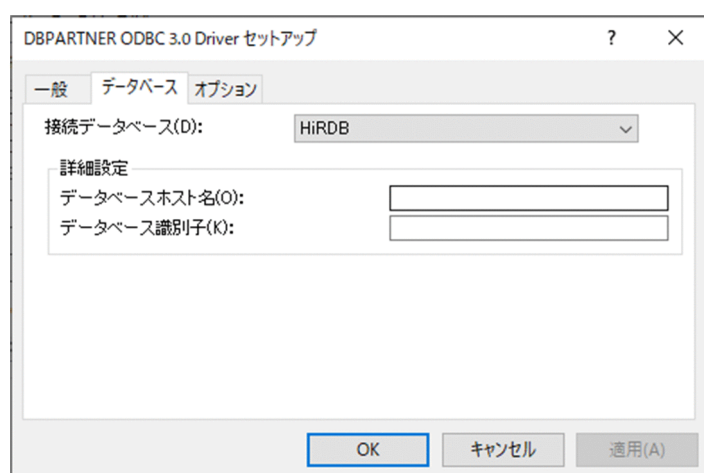 DBPARTNER ODBC 3.0 Driver セットアップ
一般 データベース オプション
接続データベース(D): HiRDB
詳細設定
データベースホスト名(O):
データベース識別子(K):
OK キャンセル 適用(A)